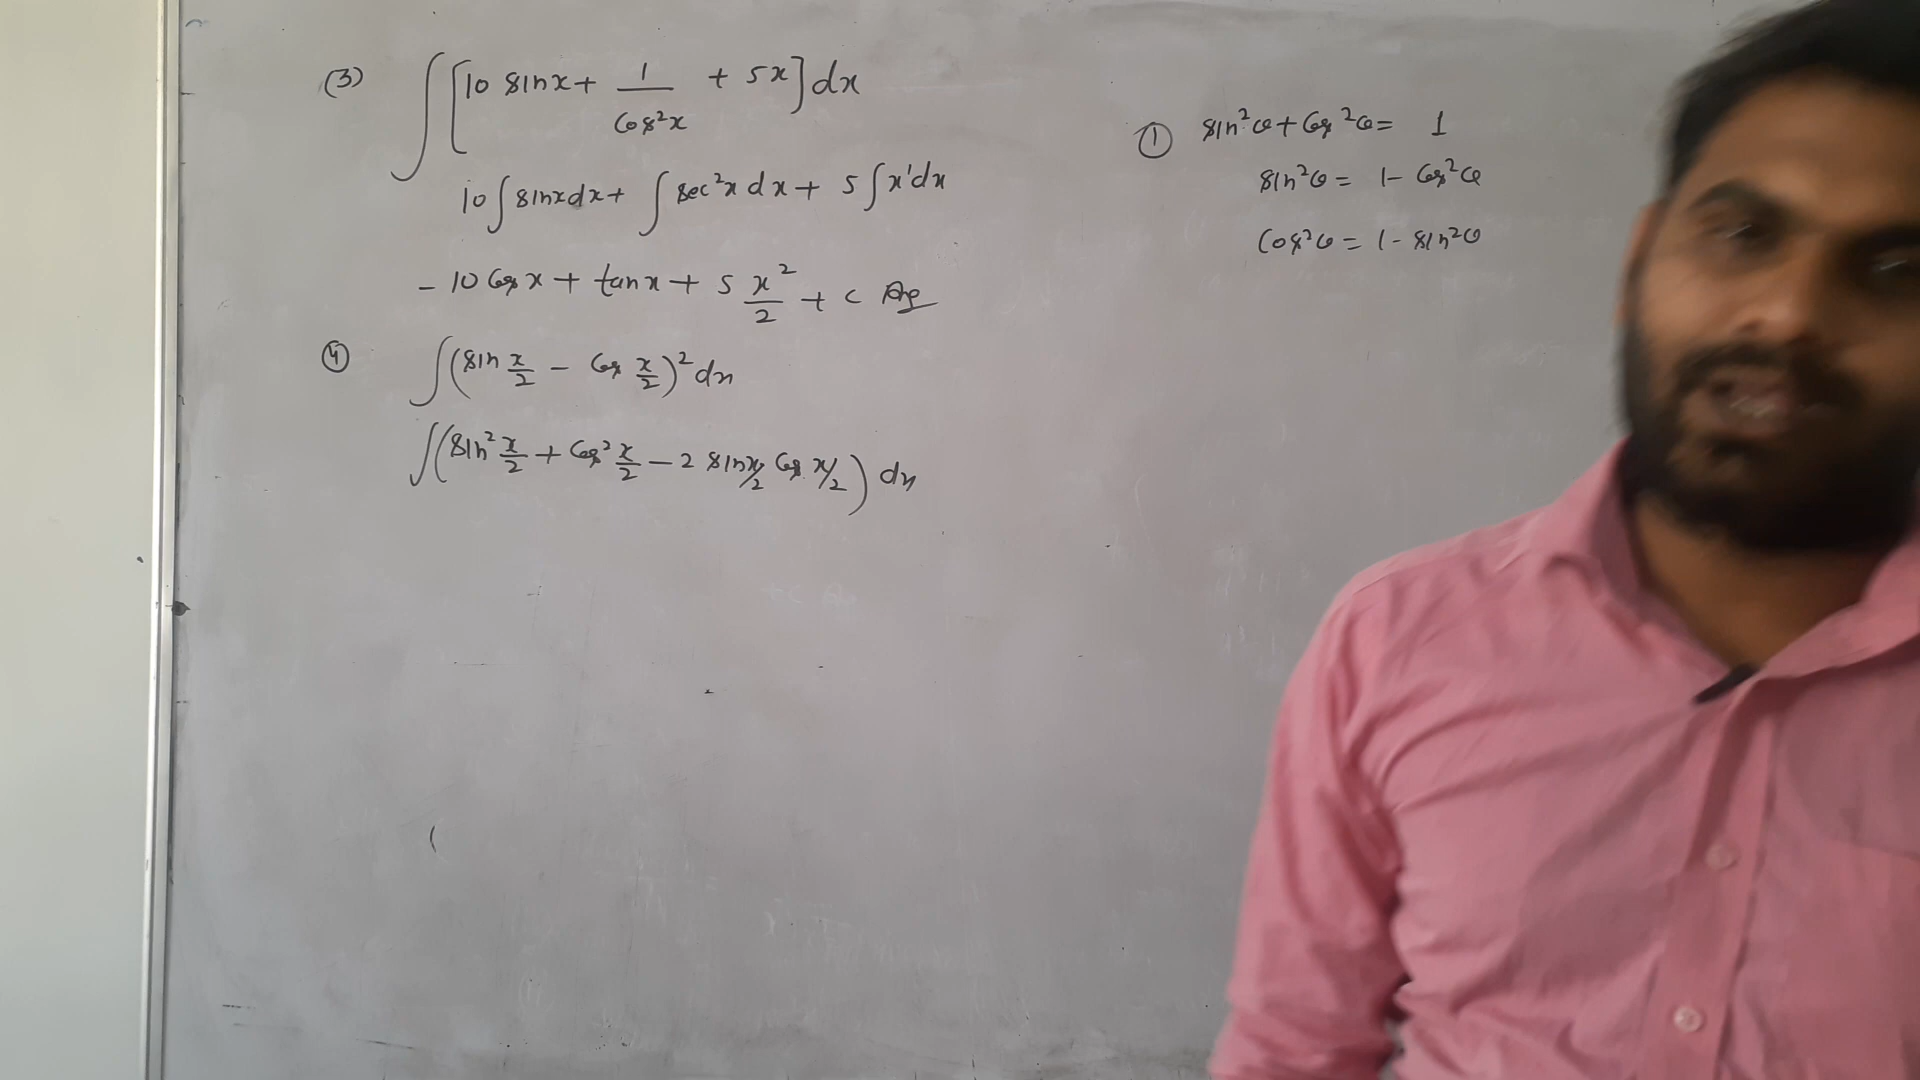 (3) ∫[10 sinx + 1/cos²x + 5x]dx
10∫sinxdx + ∫sec²x dx + 5∫x¹dx
- 10 cos x + tan x + 5 x²/2 + c Ans
④ ∫(sin x/2 - cos x/2)² dx
∫(sin² x/2 + cos² x/2 - 2 sin x/2 cos x/2) dx
(
① sin²θ + cos²θ = 1
sin²θ = 1 - cos²θ
cos²θ = 1 - sin²θ